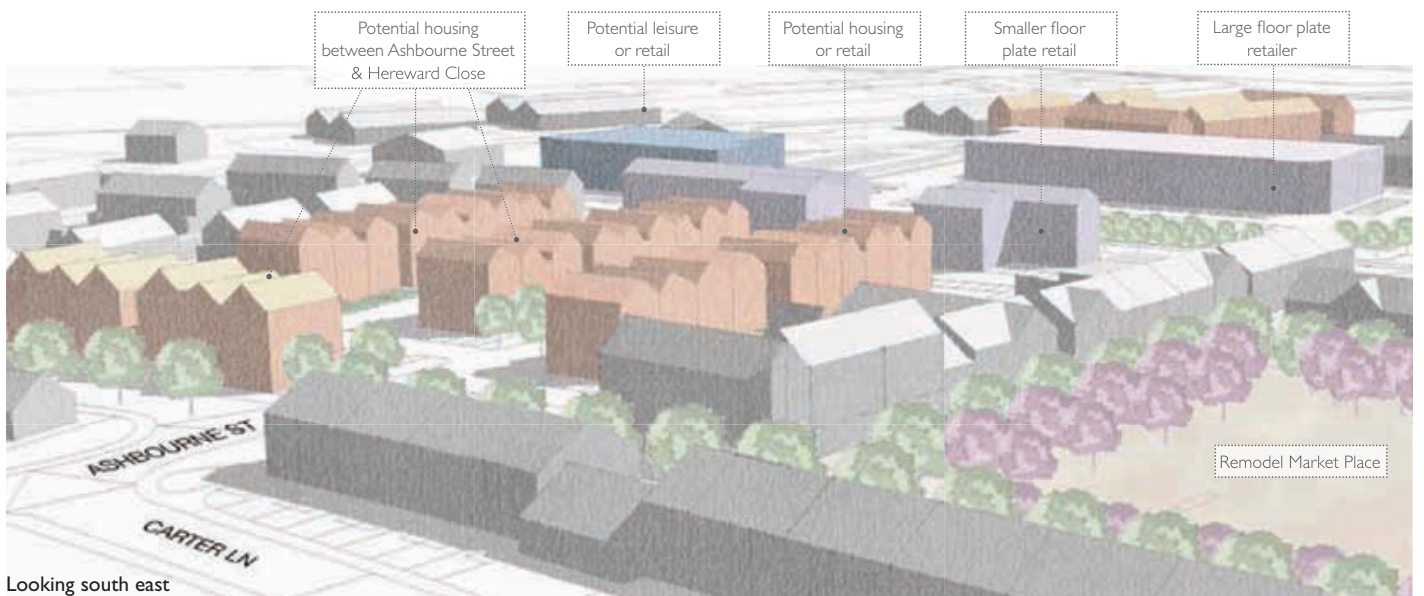 Potential housing
between Ashbourne Street
& Hereward Close
Potential leisure
or retail
Potential housing
or retail
Smaller floor
plate retail
Large floor plate
retailer
Remodel Market Place
ASHBOURNE ST
CARTER LN
Looking south east